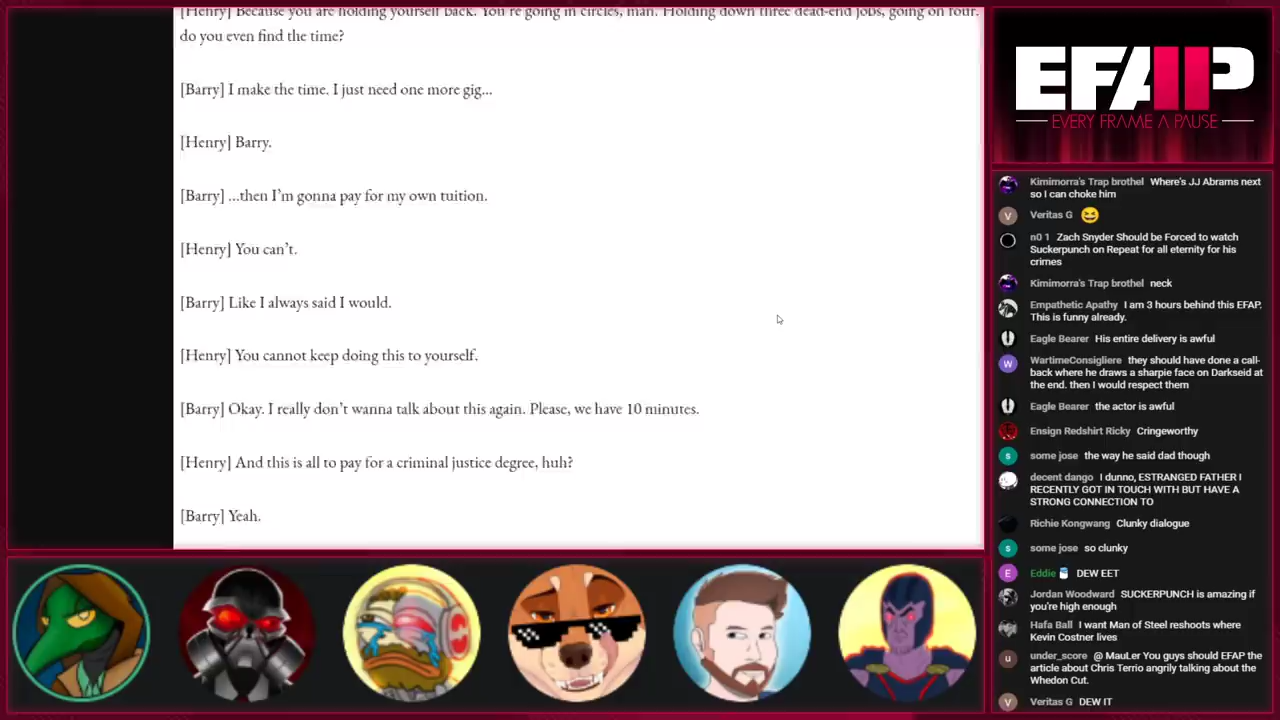 [Henry] Because you are holding yourself back. You're going in circles, man. Holding down three dead-end jobs, going on four.
do you even find the time?
[Barry] I make the time. I just need one more gig...
[Henry] Barry.
[Barry] ...then I'm gonna pay for my own tuition.
[Henry] You can't.
[Barry] Like I always said I would.
[Henry] You cannot keep doing this to yourself.
[Barry] Okay. I really don't wanna talk about this again. Please, we have 10 minutes.
[Henry] And this is all to pay for a criminal justice degree, huh?
[Barry] Yeah.
EFAP
EVERY FRAME A PAUSE
Kimimorra's Trap brothel Where's JJ Abrams next
so I can choke him
V Veritas G 😆
n0 1 Zach Snyder Should be Forced to watch
Suckerpunch on Repeat for all eternity for his
crimes
Kimimorra's Trap brothel neck
Empathetic Apathy I am 3 hours behind this EFAP.
This is funny already.
Eagle Bearer His entire delivery is awful
W WartimeConsigliere they should have done a call-
back where he draws a sharpie face on Darkseid at
the end. then I would respect them
Eagle Bearer the actor is awful
Ensign Redshirt Ricky Cringeworthy
s some jose the way he said dad though
decent dango I dunno, ESTRANGED FATHER I
RECENTLY GOT IN TOUCH WITH BUT HAVE A
STRONG CONNECTION TO
Richie Kongwang Clunky dialogue
s some jose so clunky
E Eddie DEW EET
Jordan Woodward SUCKERPUNCH is amazing if
you're high enough
Hafa Ball I want Man of Steel reshoots where
Kevin Costner lives
u under_score @ MauLer You guys should EFAP the
article about Chris Terrio angrily talking about the
Whedon Cut.
V Veritas G DEW IT